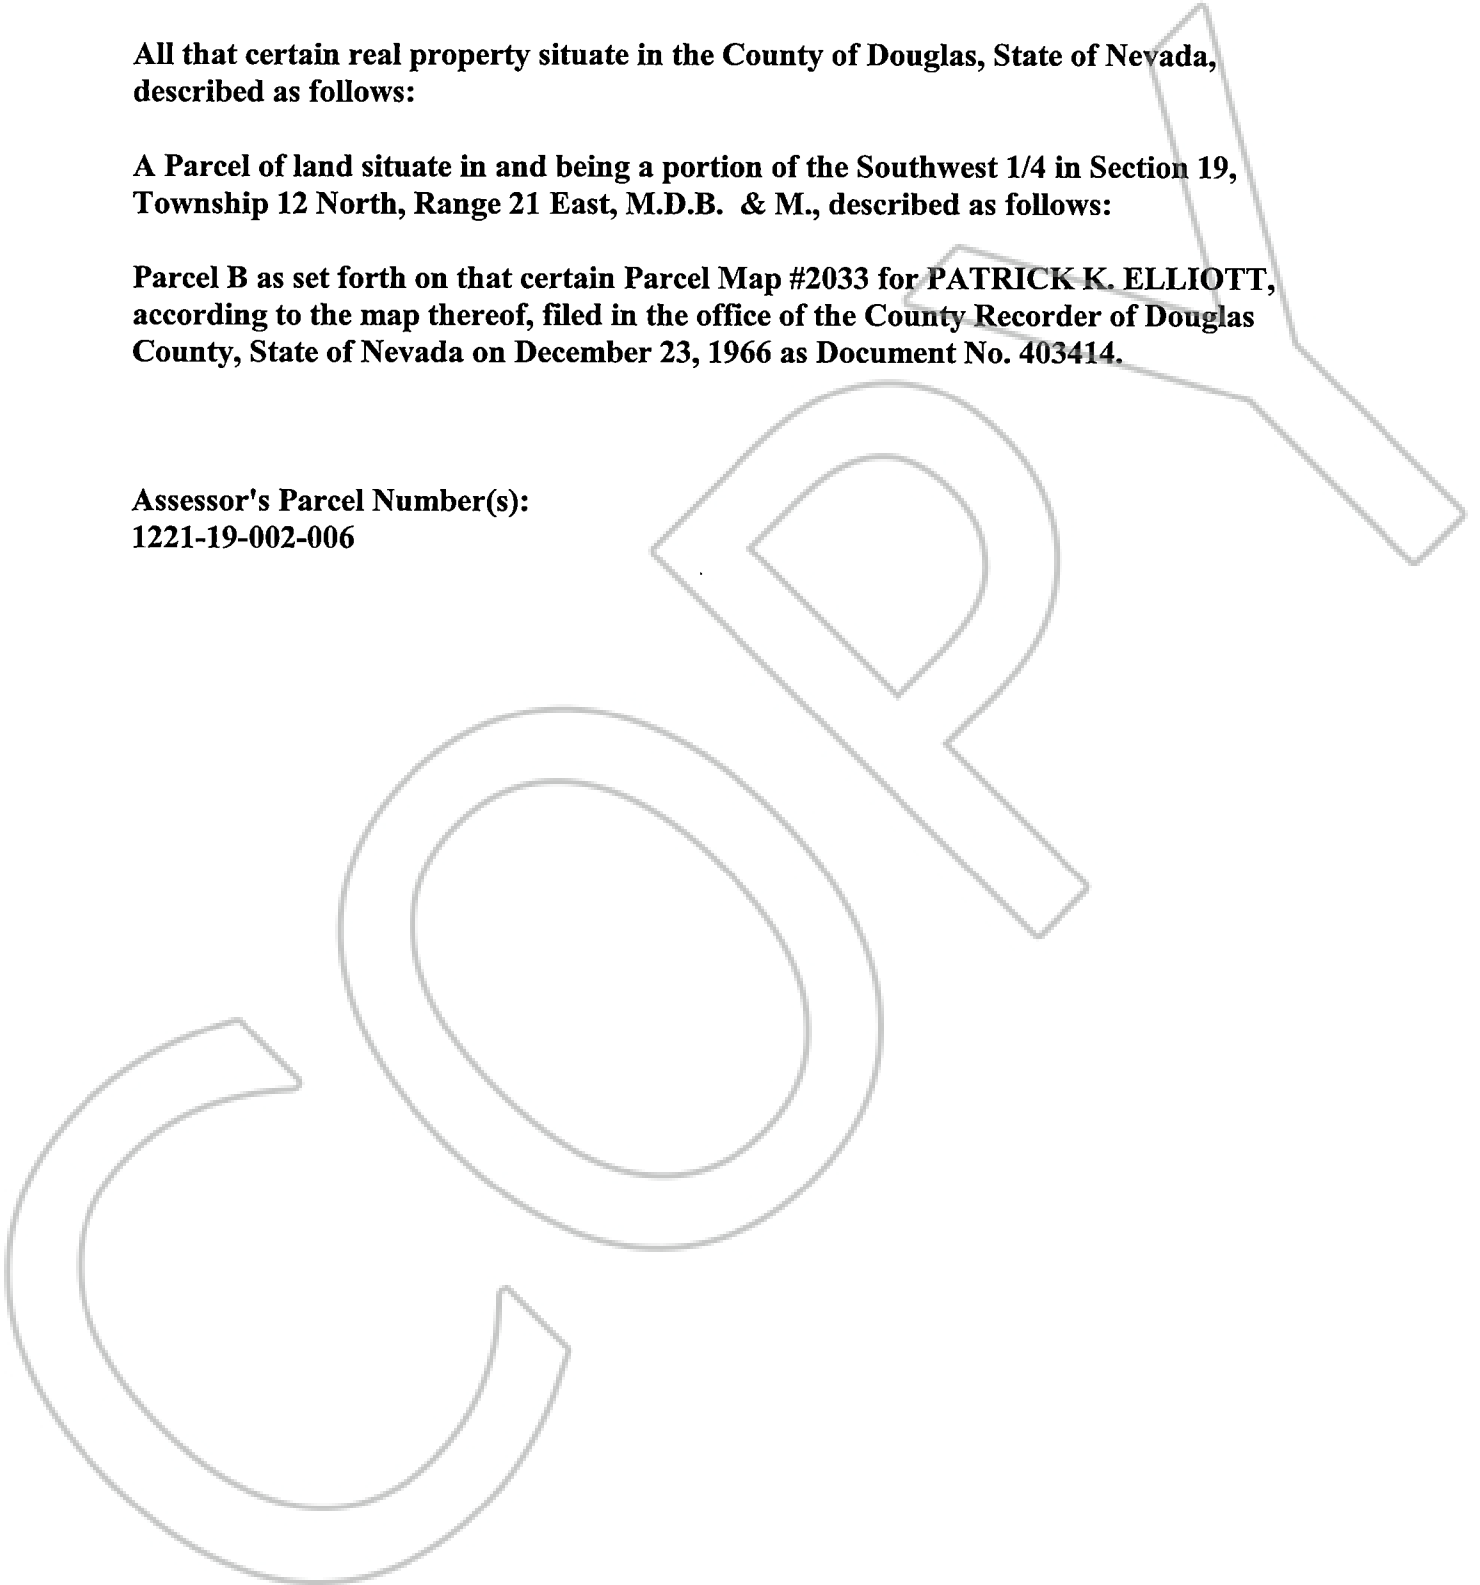 All that certain real property situate in the County of Douglas, State of Nevada,
described as follows:
A Parcel of land situate in and being a portion of the Southwest 1/4 in Section 19,
Township 12 North, Range 21 East, M.D.B. & M., described as follows:
Parcel B as set forth on that certain Parcel Map #2033 for PATRICK K. ELLIOTT,
according to the map thereof, filed in the office of the County Recorder of Douglas
County, State of Nevada on December 23, 1966 as Document No. 403414.
Assessor's Parcel Number(s):
1221-19-002-006
COPY